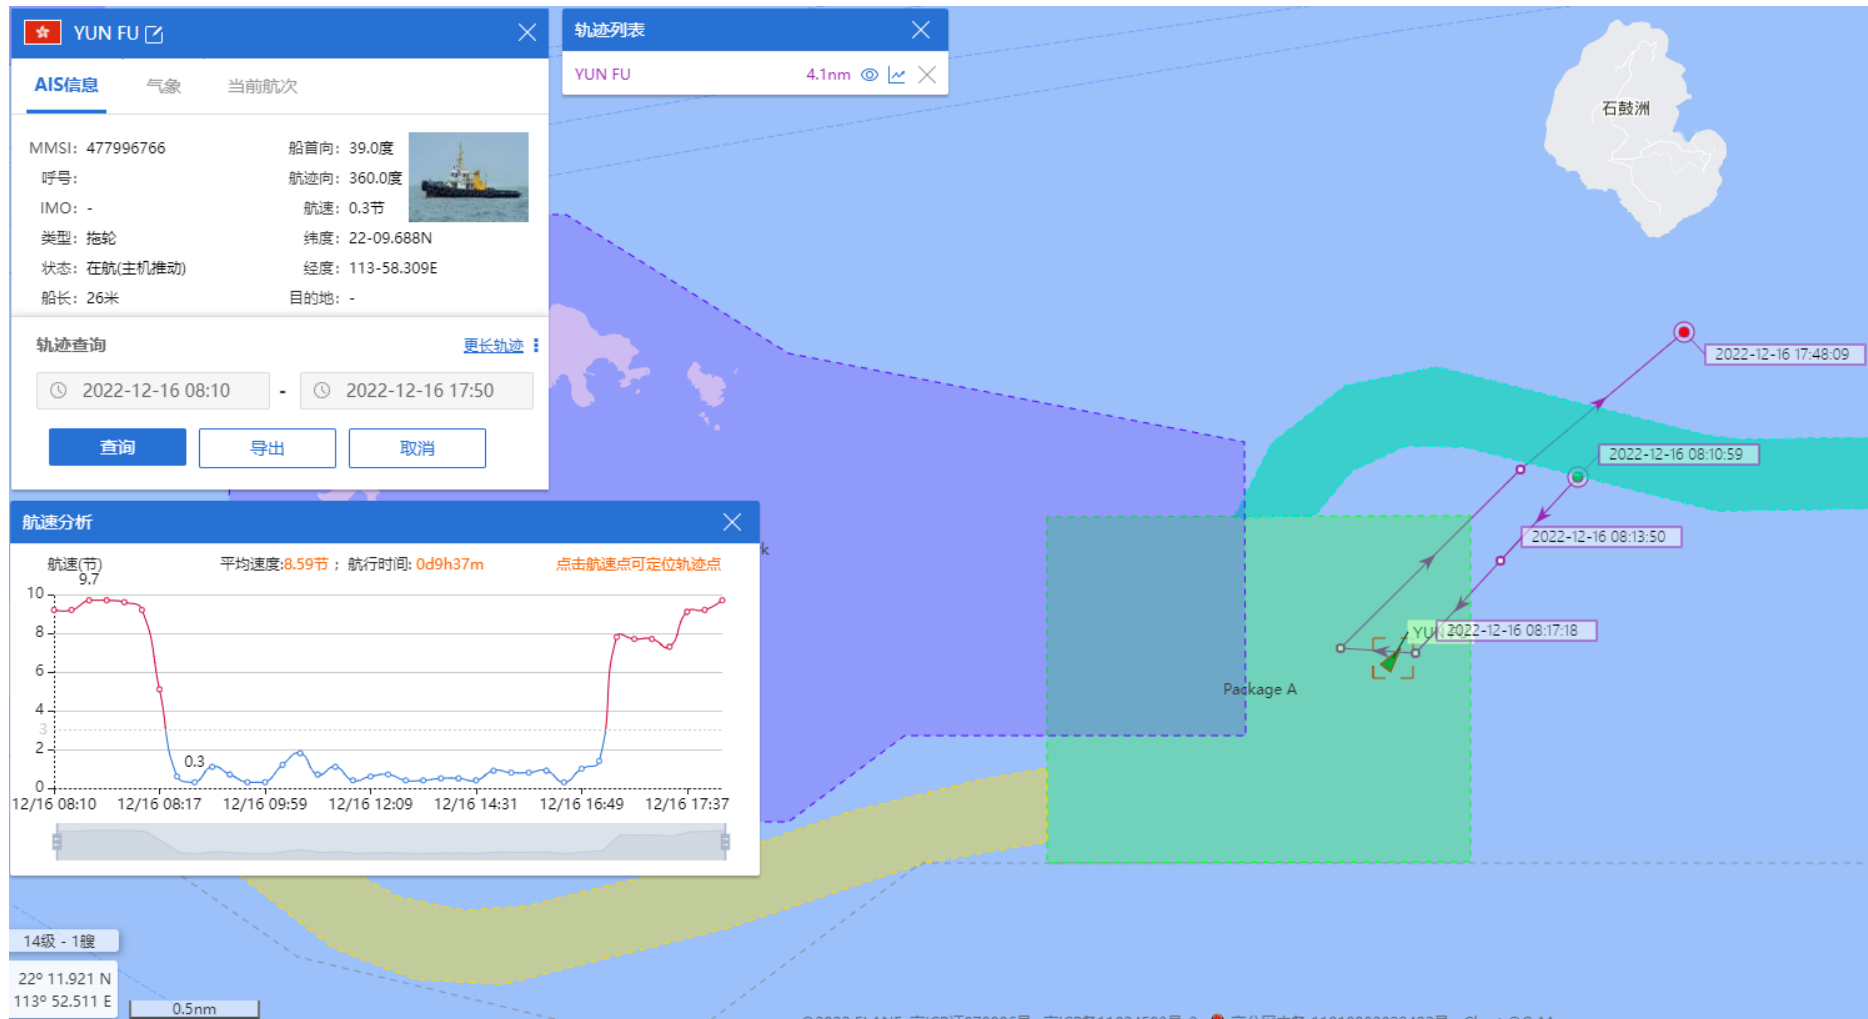 YUN FU
AIS信息
气象
当前航次
MMSI: 477996766
船首向: 39.0度
呼号:
航迹向: 360.0度
IMO: -
航速: 0.3节
类型: 拖轮
纬度: 22-09.688N
状态: 在航(主机推动)
经度: 113-58.309E
船长: 26米
目的地: -
轨迹查询
更长轨迹
2022-12-16 08:10 - 2022-12-16 17:50
查询
导出
取消
轨迹列表
YUN FU
4.1nm
石鼓洲
2022-12-16 17:48:09
2022-12-16 08:10:59
2022-12-16 08:13:50
2022-12-16 08:17:18
Package A
航速分析
航速(节)
平均速度:8.59节 ; 航行时间: 0d9h37m
点击航速点可定位轨迹点
9.7
10
8
6
4
3
2
0
0.3
12/16 08:10
12/16 08:17
12/16 09:59
12/16 12:09
12/16 14:31
12/16 16:49
12/16 17:37
14级 - 1艘
22º 11.921 N
113º 52.511 E
0.5nm